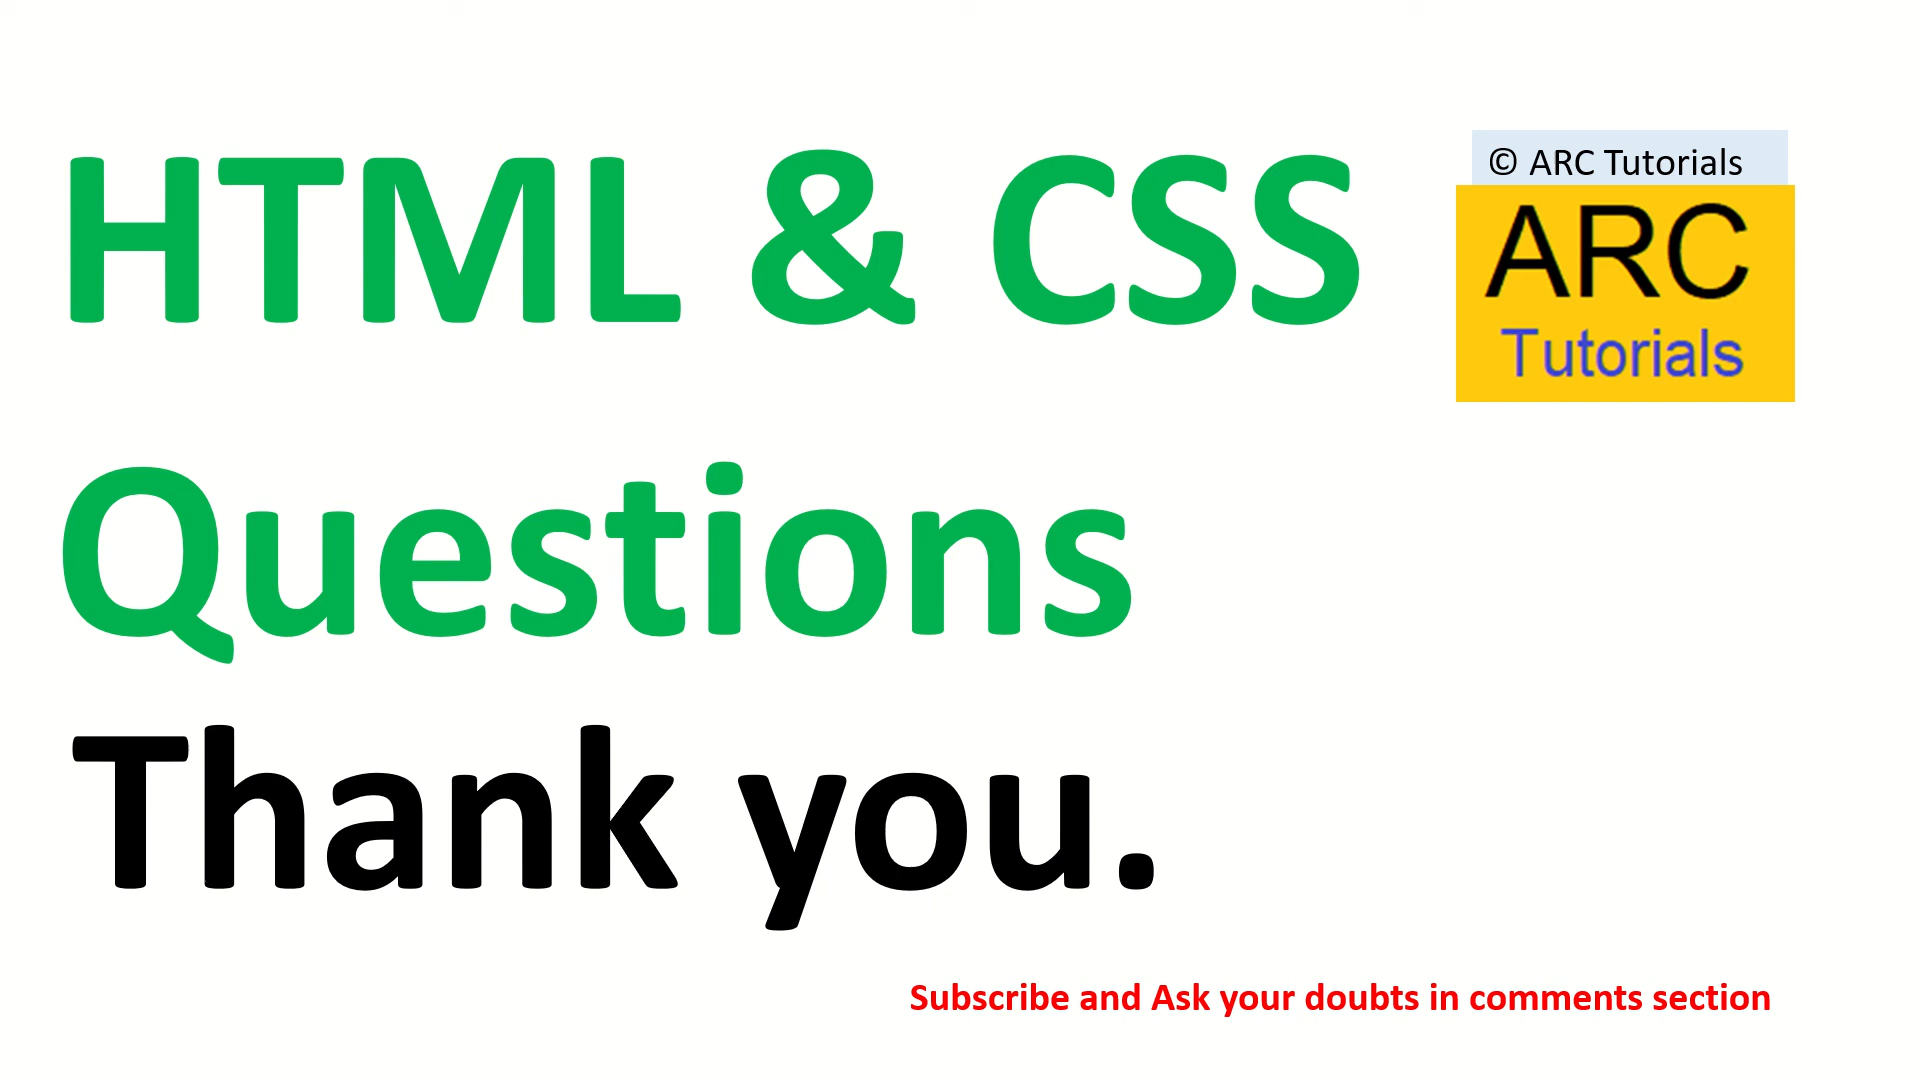 HTML & CSS
© ARC Tutorials
ARC
Tutorials
Questions
Thank you.
Subscribe and Ask your doubts in comments section